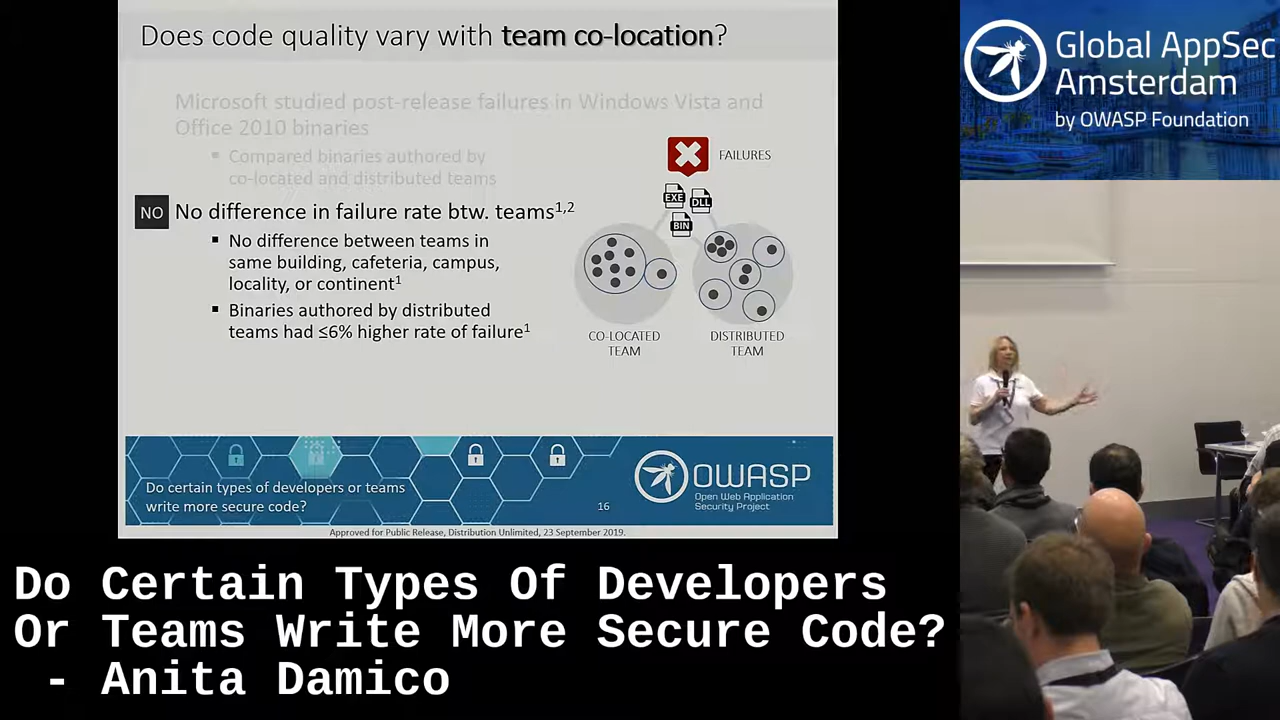 Does code quality vary with team co-location?
Microsoft studied post-release failures in Windows Vista and
Office 2010 binaries
▪ Compared binaries authored by
co-located and distributed teams
NO No difference in failure rate btw. teams1,2
▪ No difference between teams in
same building, cafeteria, campus,
locality, or continent1
▪ Binaries authored by distributed
teams had ≤6% higher rate of failure1
FAILURES
EXE
DLL
BIN
CO-LOCATED
TEAM
DISTRIBUTED
TEAM
Do certain types of developers or teams
write more secure code?
16
OWASP
Open Web Application
Security Project
Approved for Public Release, Distribution Unlimited, 23 September 2019.
Global AppSec
Amsterdam
by OWASP Foundation
Do Certain Types Of Developers
Or Teams Write More Secure Code?
- Anita Damico